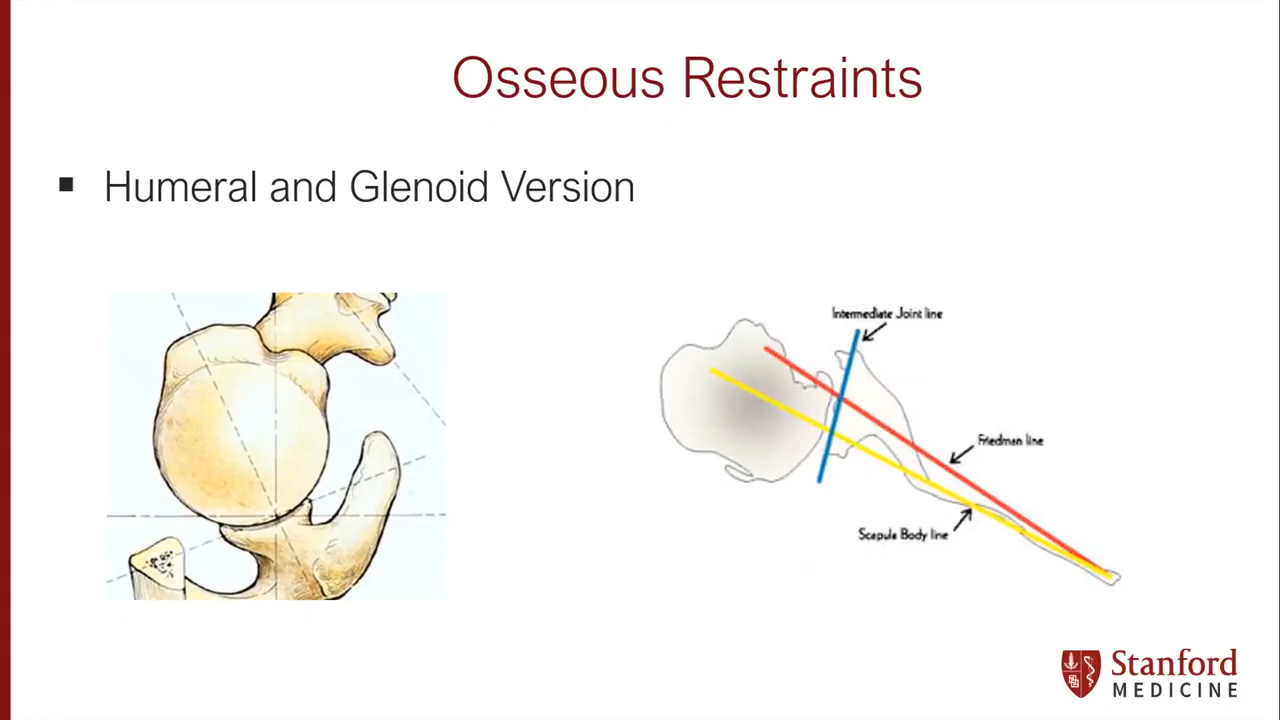 Osseous Restraints
▪ Humeral and Glenoid Version
Intermediate Joint line
Friedman line
Scapula Body line
Stanford
MEDICINE